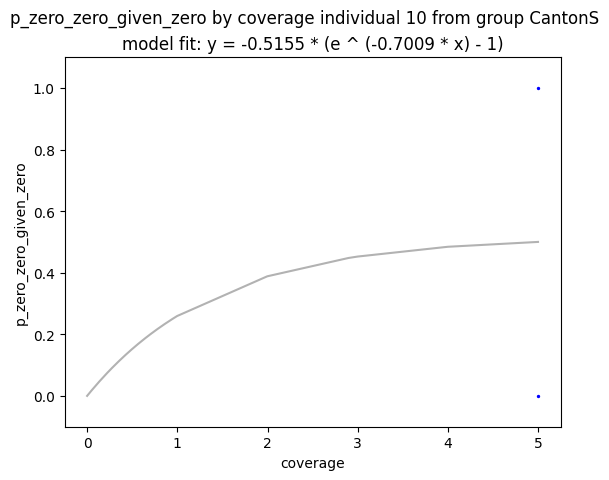 p_zero_zero_given_zero by coverage individual 10 from group CantonS
model fit: y = -0.5155 * (e ^ (-0.7009 * x) - 1)
1.0
0.8
0.6
0.4
0.2
0.0
p_zero_zero_given_zero
0 1 2 3 4 5
coverage